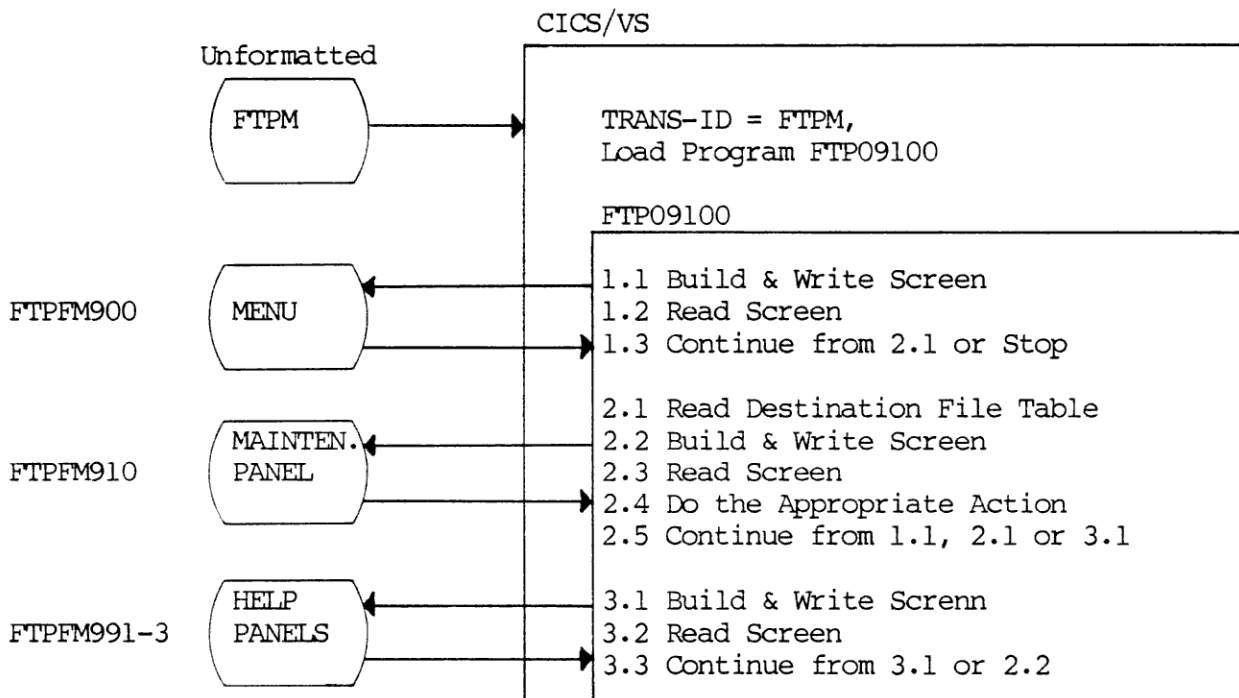 CICS/VS
Unformatted
FTPM
TRANS-ID = FTPM,
Load Program FTP09100
FTP09100
FTPFM900
MENU
1.1 Build & Write Screen
1.2 Read Screen
1.3 Continue from 2.1 or Stop
FTPFM910
MAINTEN.
PANEL
2.1 Read Destination File Table
2.2 Build & Write Screen
2.3 Read Screen
2.4 Do the Appropriate Action
2.5 Continue from 1.1, 2.1 or 3.1
FTPFM991-3
HELP
PANELS
3.1 Build & Write Screnn
3.2 Read Screen
3.3 Continue from 3.1 or 2.2